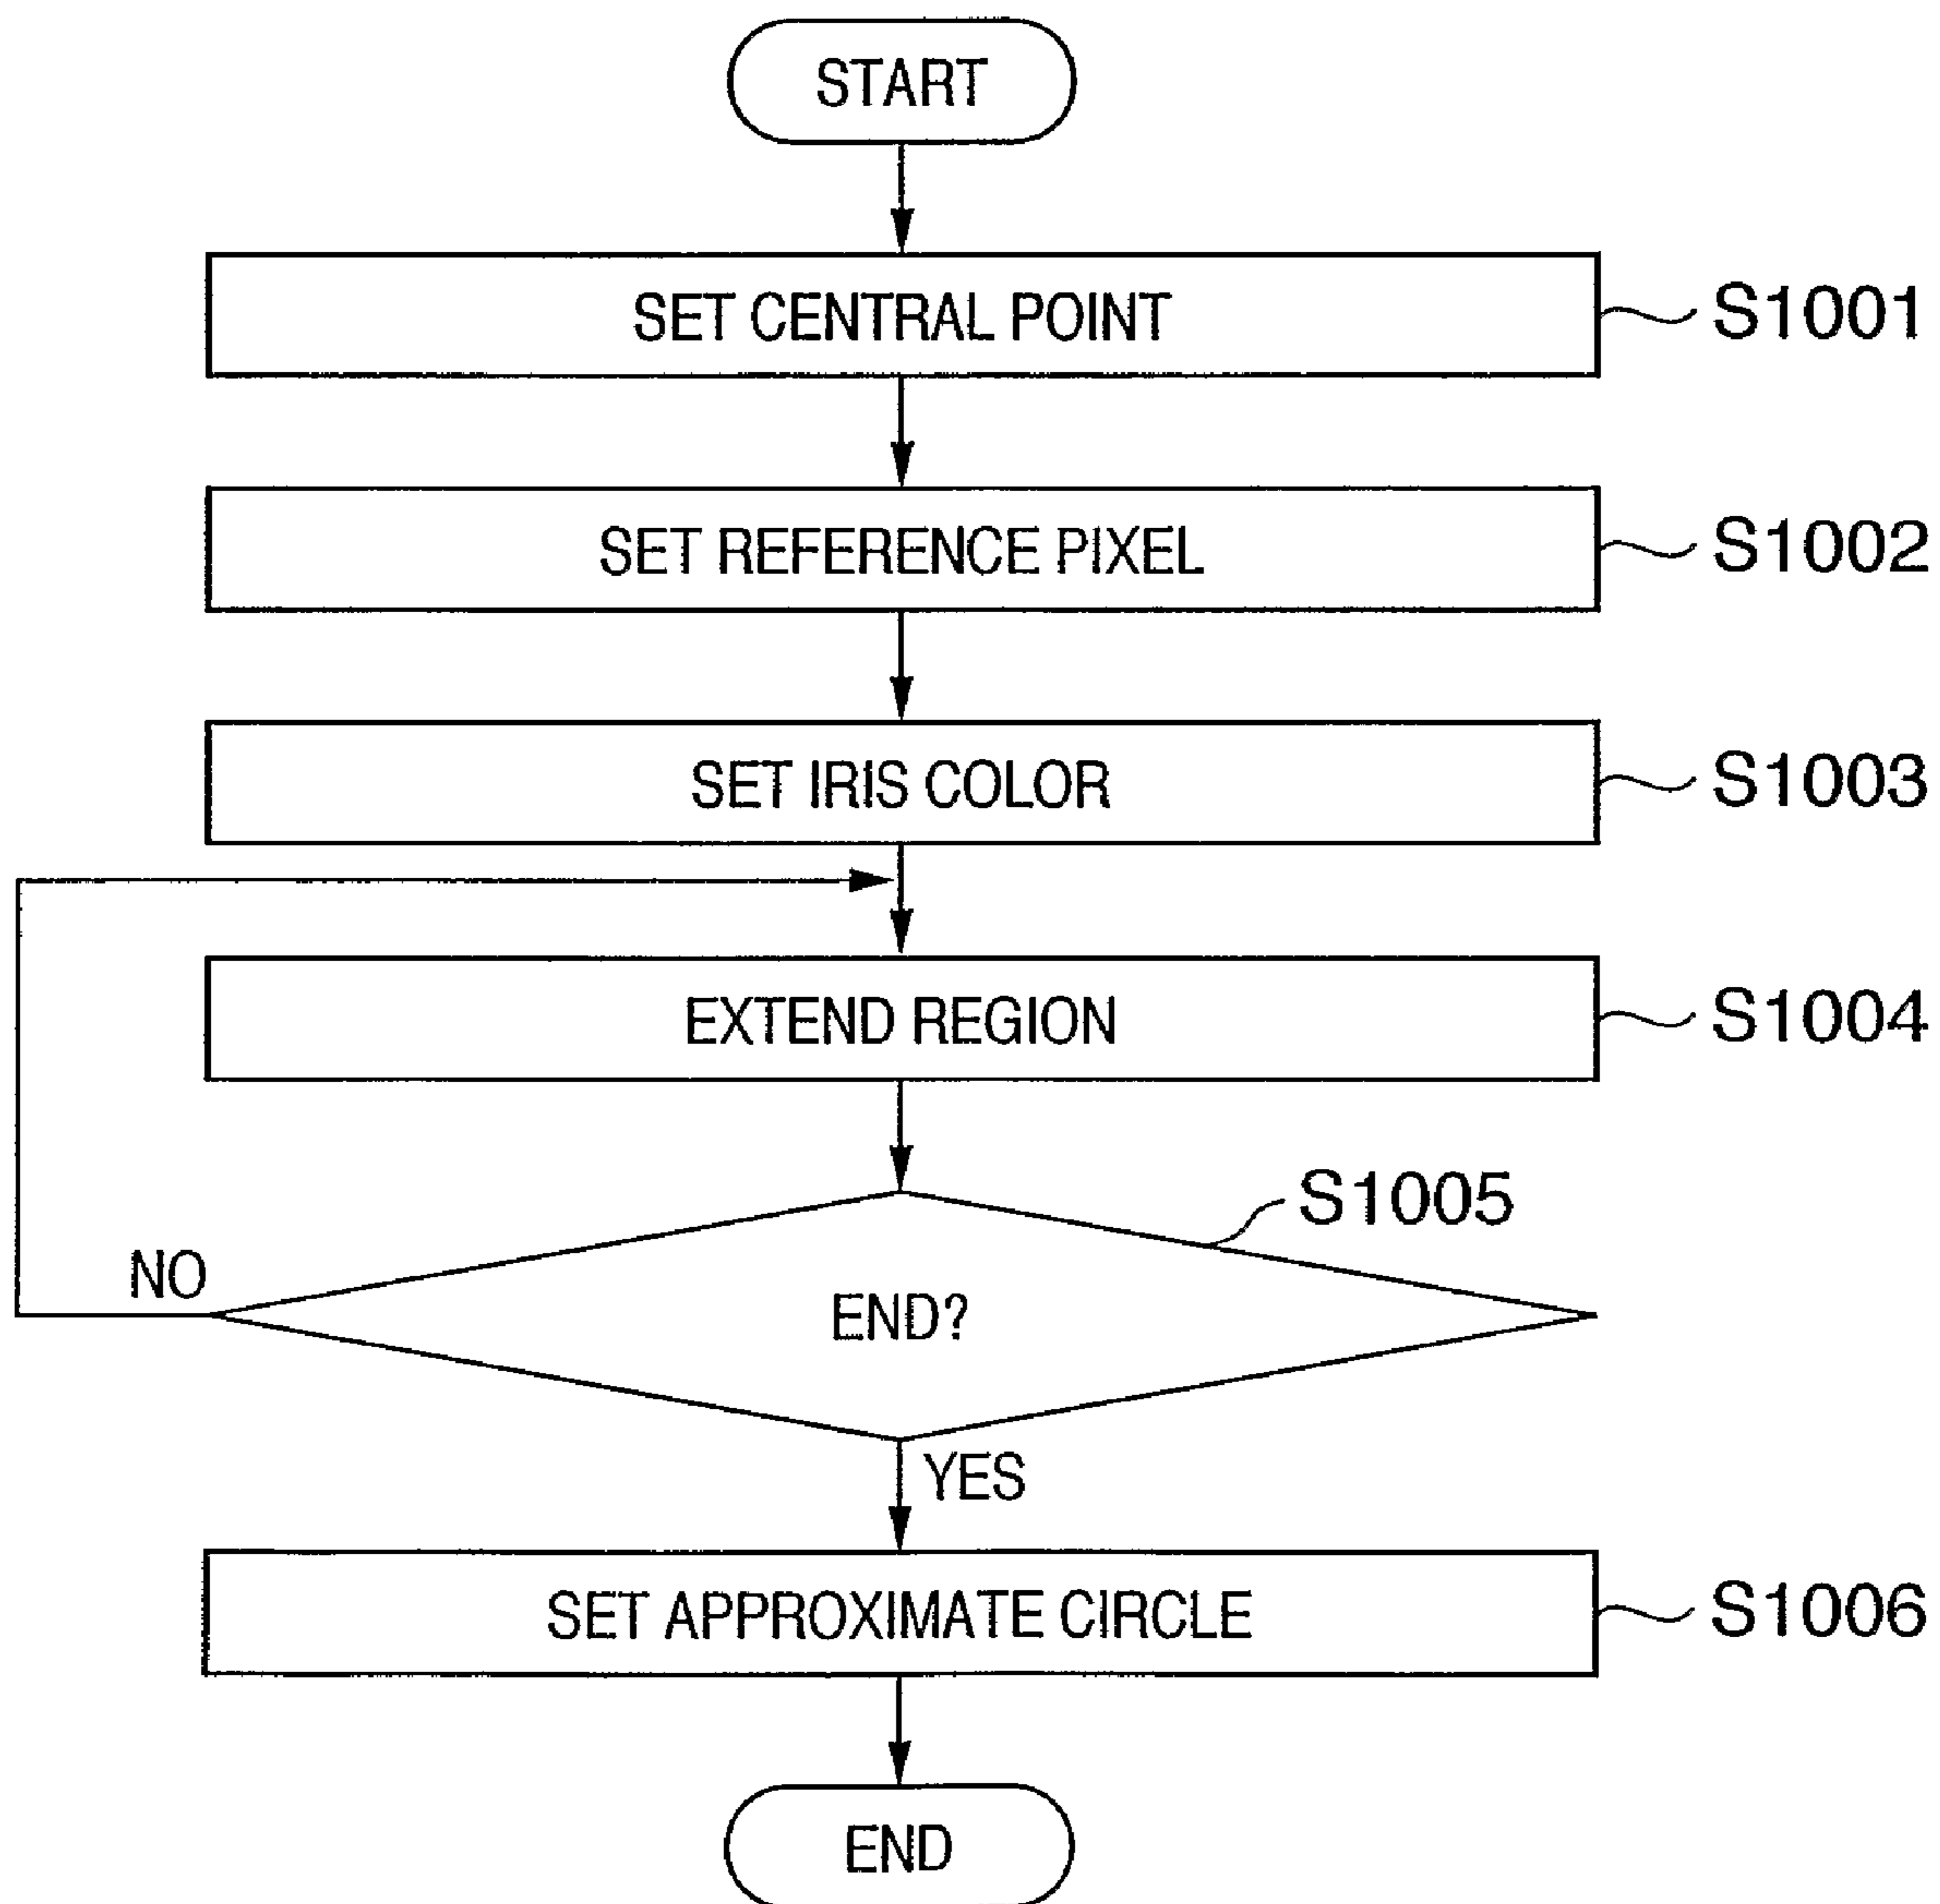 START
SET CENTRAL POINT
S1001
SET REFERENCE PIXEL
S1002
SET IRIS COLOR
S1003
EXTEND REGION
S1004
S1005
NO
END?
YES
SET APPROXIMATE CIRCLE
S1006
END